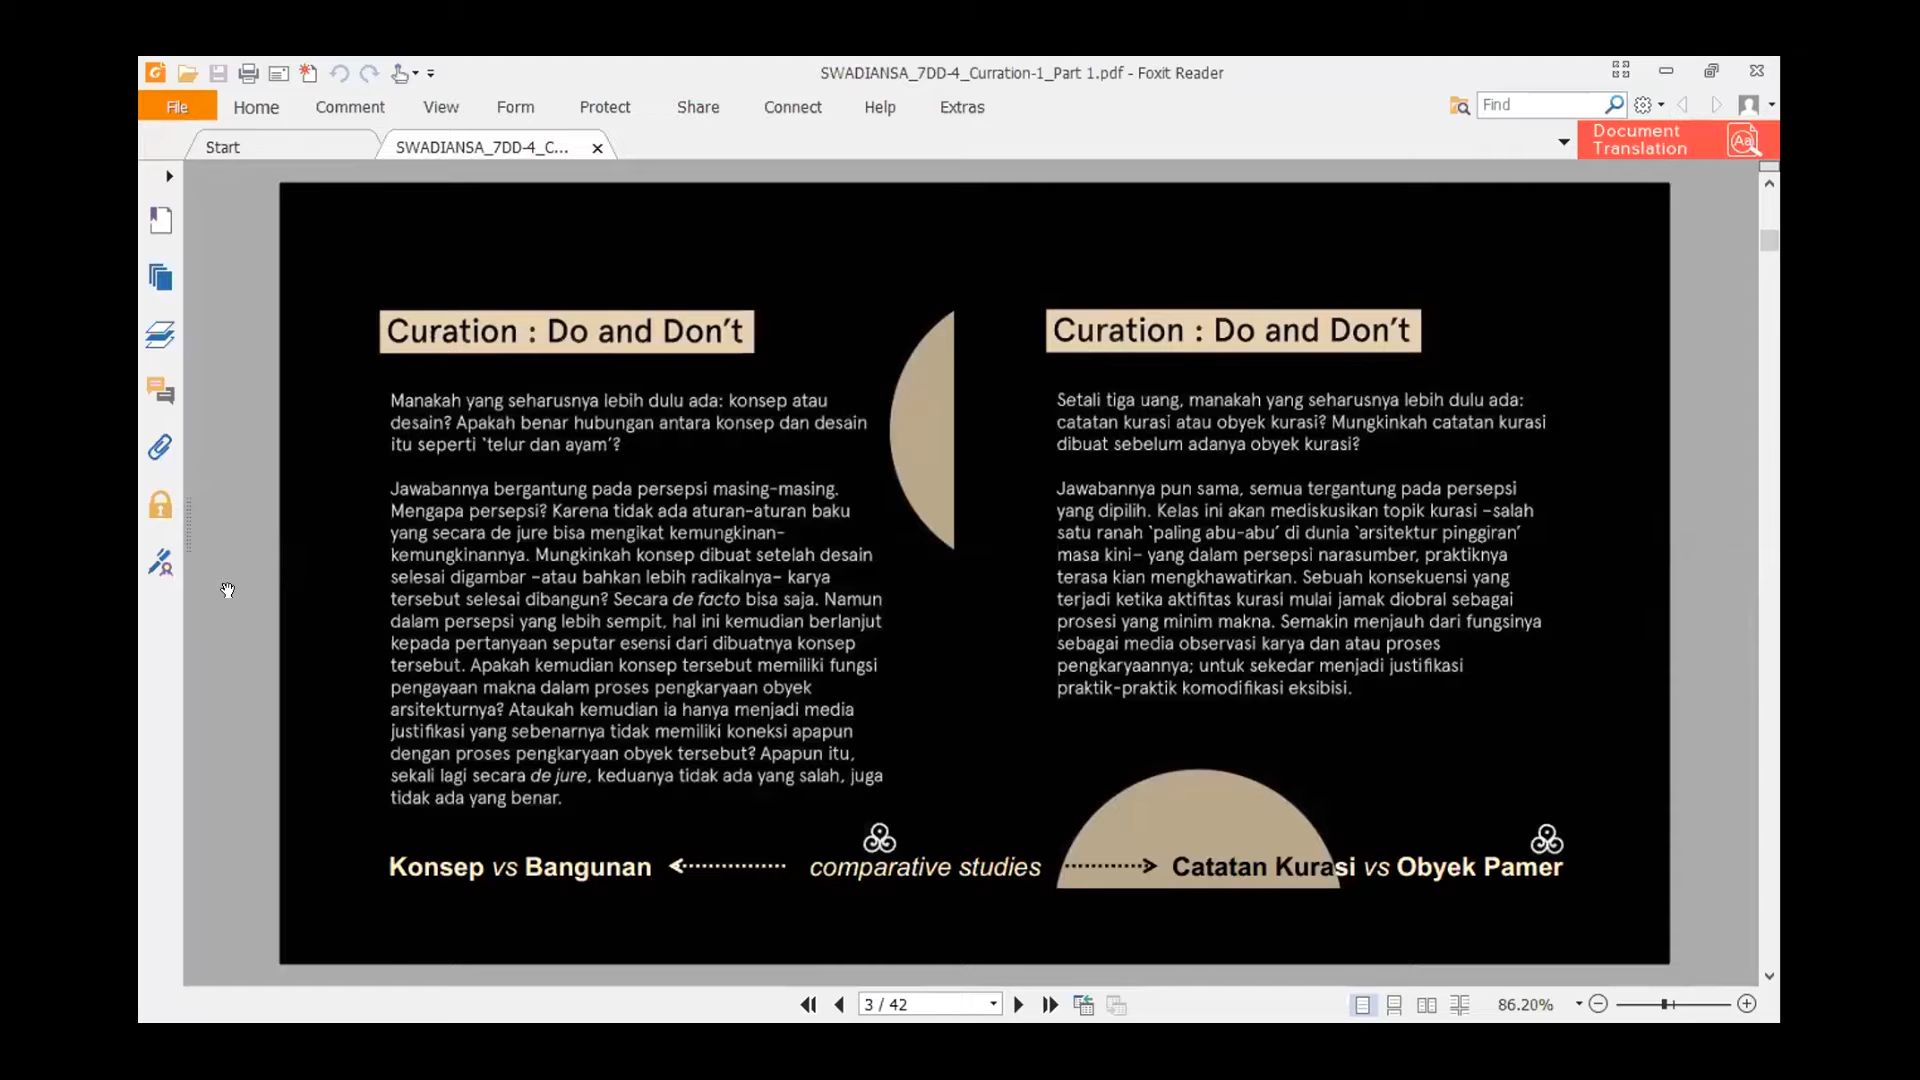 SWADIANSA_7DD-4_Curration-1_Part 1.pdf - Foxit Reader
File Home Comment View Form Protect Share Connect Help Extras
Find
Start
SWADIANSA_7DD-4_C...
Document
Translation
Curation : Do and Don't
Manakah yang seharusnya lebih dulu ada: konsep atau
desain? Apakah benar hubungan antara konsep dan desain
itu seperti 'telur dan ayam'?
Jawabannya bergantung pada persepsi masing-masing.
Mengapa persepsi? Karena tidak ada aturan-aturan baku
yang secara de jure bisa mengikat kemungkinan-
kemungkinannya. Mungkinkah konsep dibuat setelah desain
selesai digambar -atau bahkan lebih radikalnya- karya
tersebut selesai dibangun? Secara de facto bisa saja. Namun
dalam persepsi yang lebih sempit, hal ini kemudian berlanjut
kepada pertanyaan seputar esensi dari dibuatnya konsep
tersebut. Apakah kemudian konsep tersebut memiliki fungsi
pengayaan makna dalam proses pengkaryaan obyek
arsitekturnya? Ataukah kemudian ia hanya menjadi media
justifikasi yang sebenarnya tidak memiliki koneksi apapun
dengan proses pengkaryaan obyek tersebut? Apapun itu,
sekali lagi secara de jure, keduanya tidak ada yang salah, juga
tidak ada yang benar.
Curation : Do and Don't
Setali tiga uang, manakah yang seharusnya lebih dulu ada:
catatan kurasi atau obyek kurasi? Mungkinkah catatan kurasi
dibuat sebelum adanya obyek kurasi?
Jawabannya pun sama, semua tergantung pada persepsi
yang dipilih. Kelas ini akan mediskusikan topik kurasi -salah
satu ranah 'paling abu-abu' di dunia 'arsitektur pinggiran'
masa kini- yang dalam persepsi narasumber, praktiknya
terasa kian mengkhawatirkan. Sebuah konsekuensi yang
terjadi ketika aktifitas kurasi mulai jamak diobral sebagai
prosesi yang minim makna. Semakin menjauh dari fungsinya
sebagai media observasi karya dan atau proses
pengkaryaannya; untuk sekedar menjadi justifikasi
praktik-praktik komodifikasi eksibisi.
Konsep vs Bangunan comparative studies Catatan Kurasi vs Obyek Pamer
3 / 42
86.20%